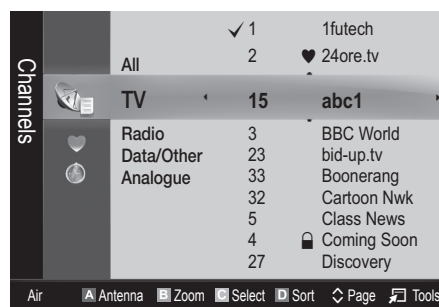 Channels
1 1futech
All 2 24ore.tv
TV 15 abc1
Radio 3 BBC World
Data/Other 23 bid-up.tv
Analogue 33 Boonerang
32 Cartoon Nwk
5 Class News
4 Coming Soon
27 Discovery
Air A Antenna B Zoom C Select D Sort Page Tools